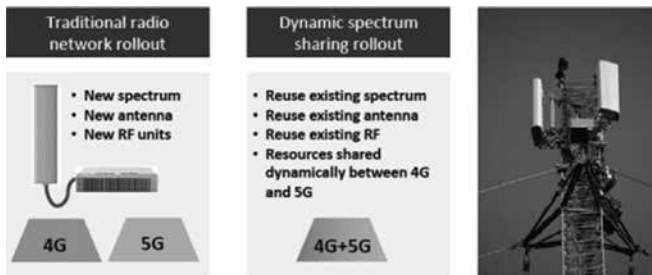 Traditional radio
network rollout
• New spectrum
• New antenna
• New RF units
4G
5G
Dynamic spectrum
sharing rollout
• Reuse existing spectrum
• Reuse existing antenna
• Reuse existing RF
• Resources shared
dynamically between 4G
and 5G
4G+5G